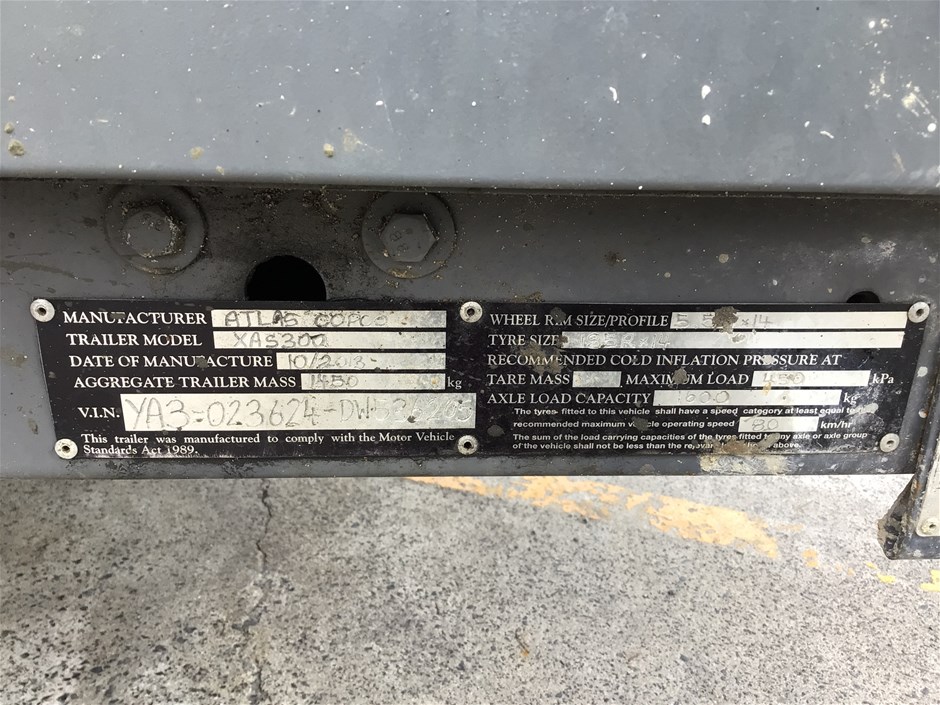 MANUFACTURER ATLAS COPCO
TRAILER MODEL XAS300
DATE OF MANUFACTURE 10/2013
AGGREGATE TRAILER MASS 1450 kg
V.I.N. YA3-023624-
This trailer was manufactured to comply with the Motor Vehicle
Standards Act 1989.
WHEEL RIM SIZE/PROFILE
TYRE SIZE
RECOMMENDED COLD INFLATION PRESSURE AT
TARE MASS MAXIMUM LOAD 450 kPa
AXLE LOAD CAPACITY 1600 kg
The tyres fitted to this vehicle shall have a speed category at least equal to
recommended maximum vehicle operating speed 80 km/hr
The sum of the load carrying capacities of the tyres fitted to any axle or axle group
of the vehicle shall not be less than the relevant above.